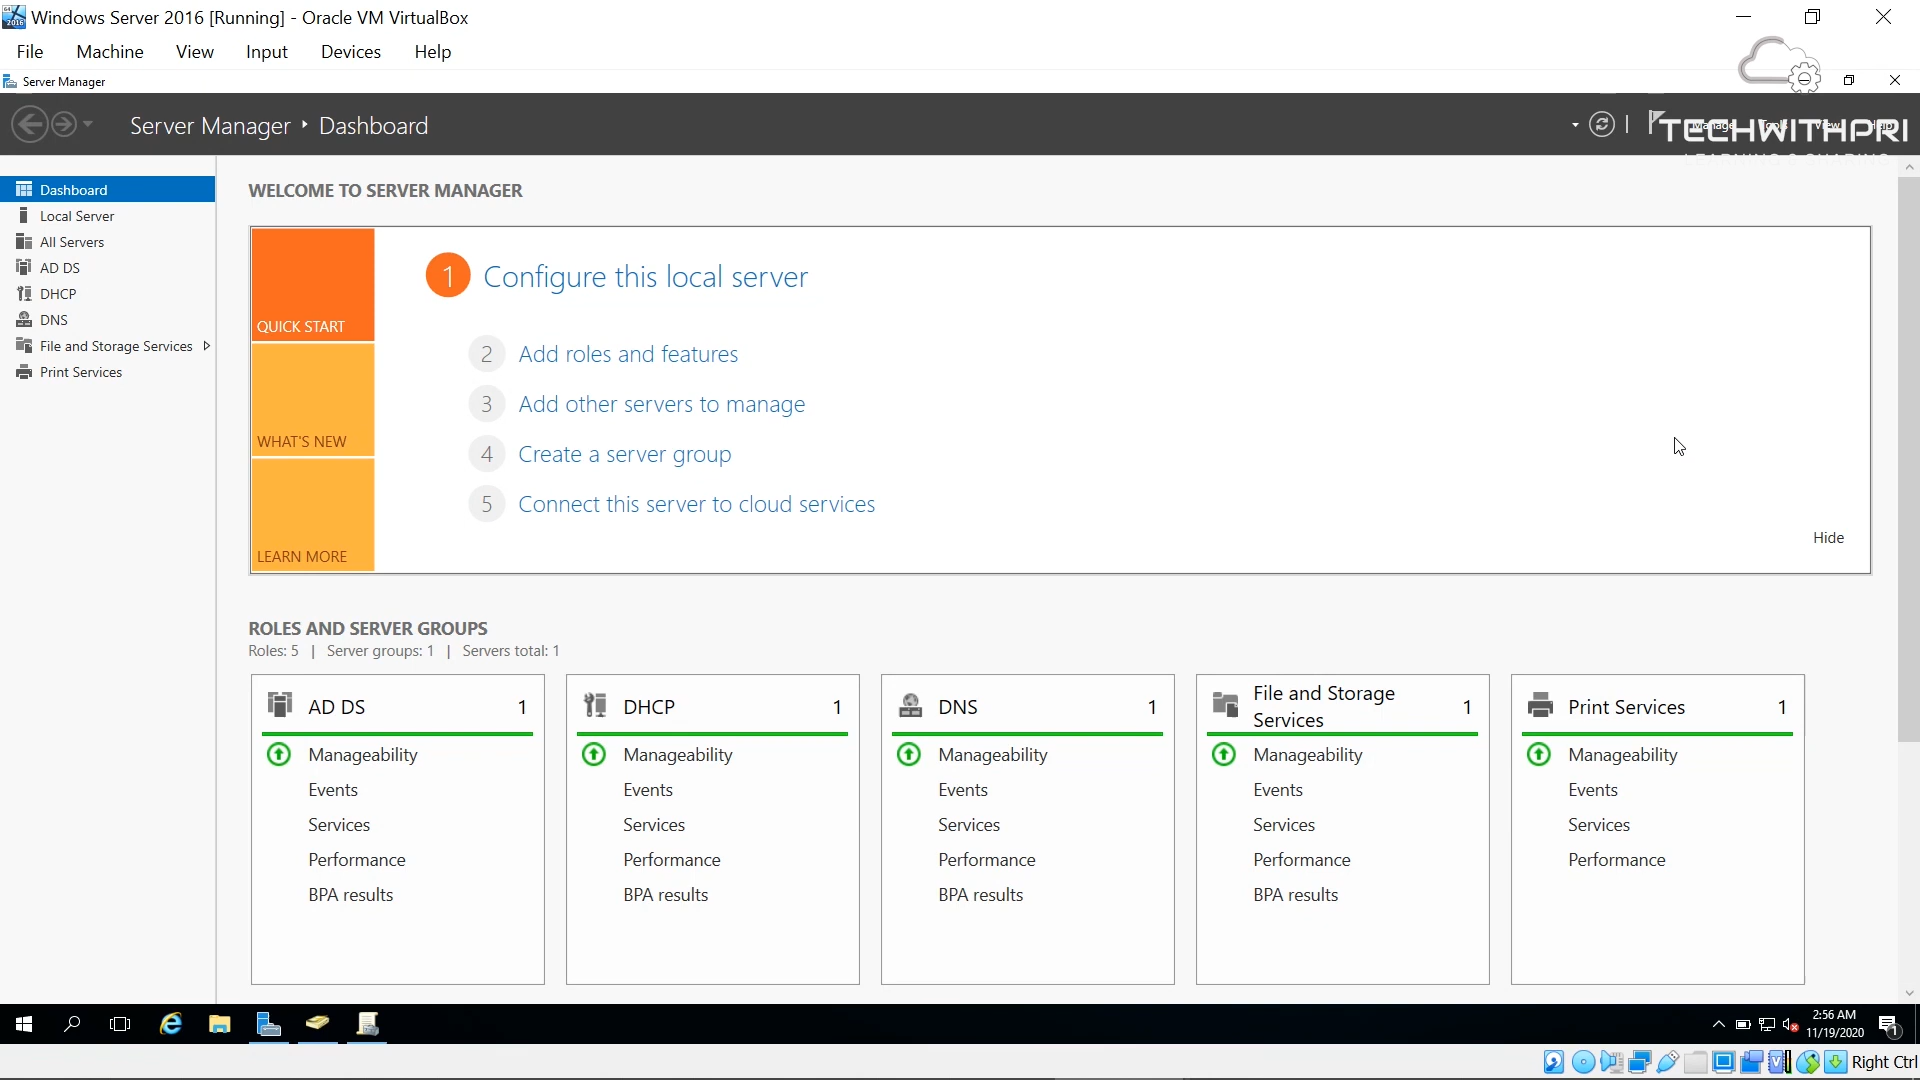 Windows Server 2016 [Running] - Oracle VM VirtualBox
File Machine View Input Devices Help
Server Manager
Server Manager Dashboard
Manage Tools View Help
TECHWITHPRI
Dashboard
Local Server
All Servers
AD DS
DHCP
DNS
File and Storage Services
Print Services
WELCOME TO SERVER MANAGER
QUICK START
WHAT'S NEW
LEARN MORE
1 Configure this local server
2 Add roles and features
3 Add other servers to manage
4 Create a server group
5 Connect this server to cloud services
Hide
ROLES AND SERVER GROUPS
Roles: 5 | Server groups: 1 | Servers total: 1
AD DS 1
Manageability
Events
Services
Performance
BPA results
DHCP 1
Manageability
Events
Services
Performance
BPA results
DNS 1
Manageability
Events
Services
Performance
BPA results
File and Storage
Services 1
Manageability
Events
Services
Performance
BPA results
Print Services 1
Manageability
Events
Services
Performance
2:56 AM
11/19/2020
1
Right Ctrl